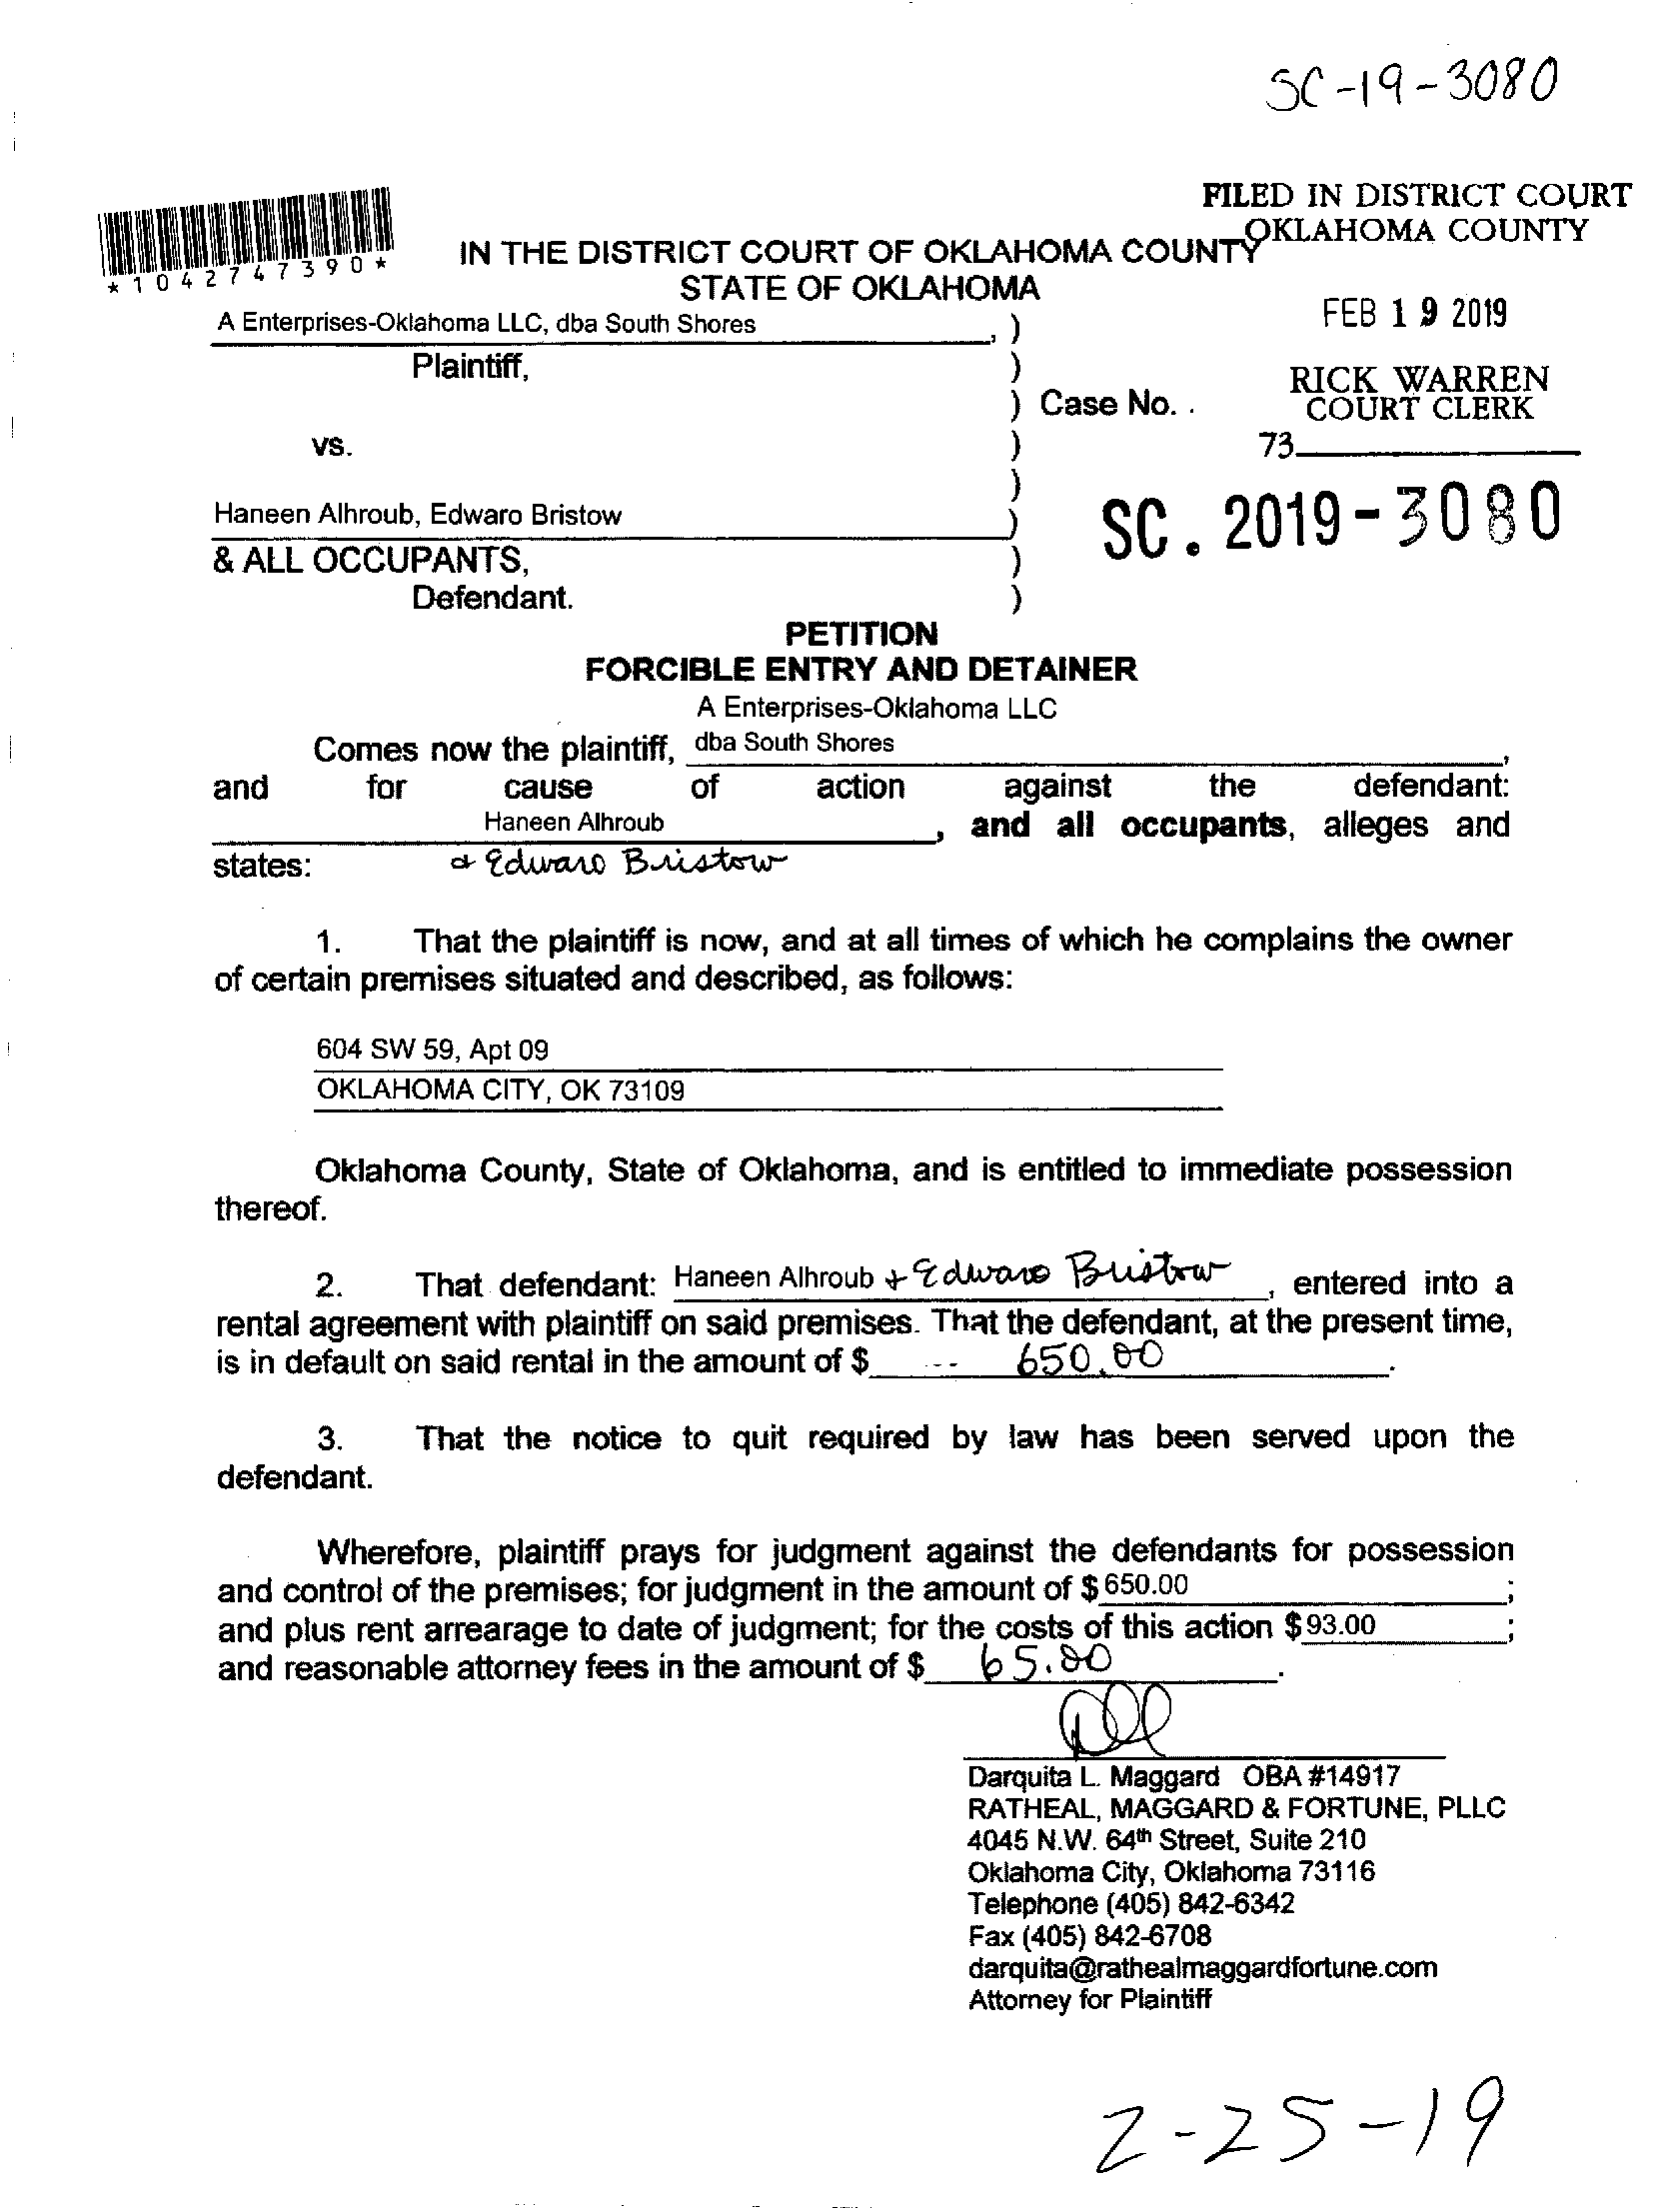 SC-19-3080
FILED IN DISTRICT COURT
OKLAHOMA COUNTY
*1042747390*
IN THE DISTRICT COURT OF OKLAHOMA COUNTY
STATE OF OKLAHOMA
FEB 19 2019
A Enterprises-Oklahoma LLC, dba South Shores, )
Plaintiff, )
RICK WARREN
) Case No. .
COURT CLERK
vs. )
73
)
SC. 2019-3080
Haneen Alhroub, Edwaro Bristow )
& ALL OCCUPANTS, )
Defendant. )
PETITION
FORCIBLE ENTRY AND DETAINER
A Enterprises-Oklahoma LLC
Comes now the plaintiff, dba South Shores,
and for cause of action against the defendant:
Haneen Alhroub, and all occupants, alleges and
states: & Edwaro Bristow
1. That the plaintiff is now, and at all times of which he complains the owner
of certain premises situated and described, as follows:
604 SW 59, Apt 09
OKLAHOMA CITY, OK 73109
Oklahoma County, State of Oklahoma, and is entitled to immediate possession
thereof.
2. That defendant: Haneen Alhroub + Edwaro Bristow, entered into a
rental agreement with plaintiff on said premises. That the defendant, at the present time,
is in default on said rental in the amount of $ 650.00.
3. That the notice to quit required by law has been served upon the
defendant.
Wherefore, plaintiff prays for judgment against the defendants for possession
and control of the premises; for judgment in the amount of $650.00;
and plus rent arrearage to date of judgment; for the costs of this action $93.00;
and reasonable attorney fees in the amount of $ 65.00.
Darquita L. Maggard OBA #14917
RATHEAL, MAGGARD & FORTUNE, PLLC
4045 N.W. 64th Street, Suite 210
Oklahoma City, Oklahoma 73116
Telephone (405) 842-6342
Fax (405) 842-6708
darquita@rathealmaggardfortune.com
Attorney for Plaintiff
2-25-19